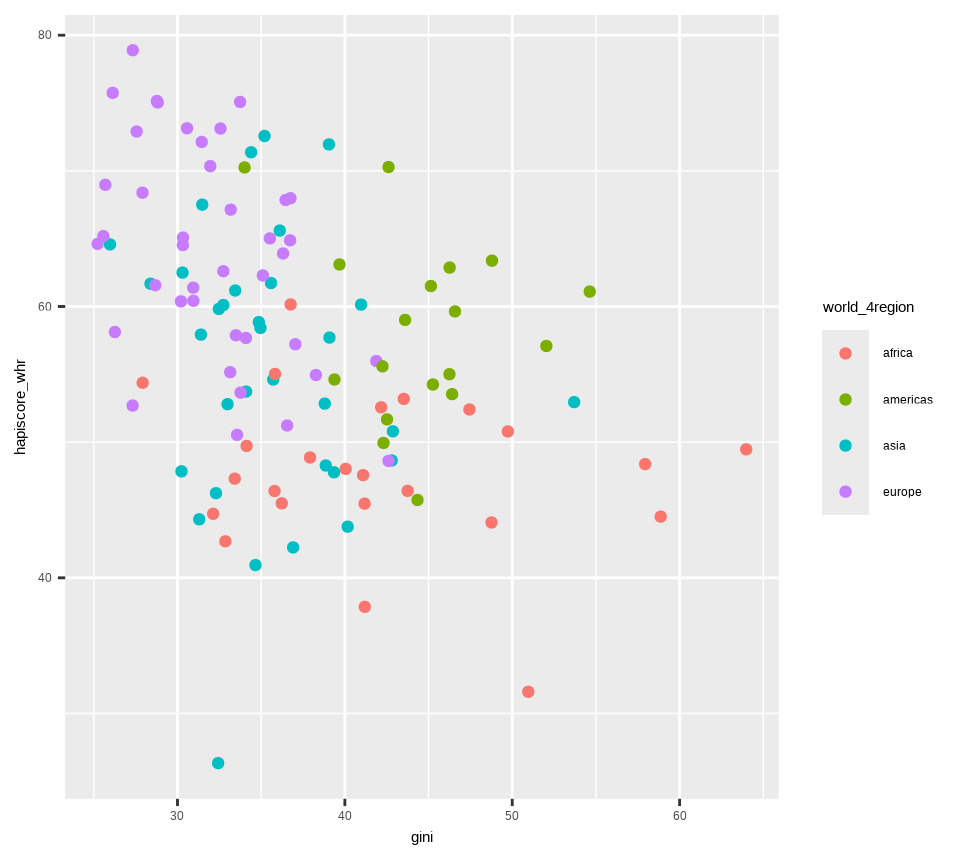 80
60
40
30 40 50 60
gini
hapiscore_whr
world_4region
africa
americas
asia
europe